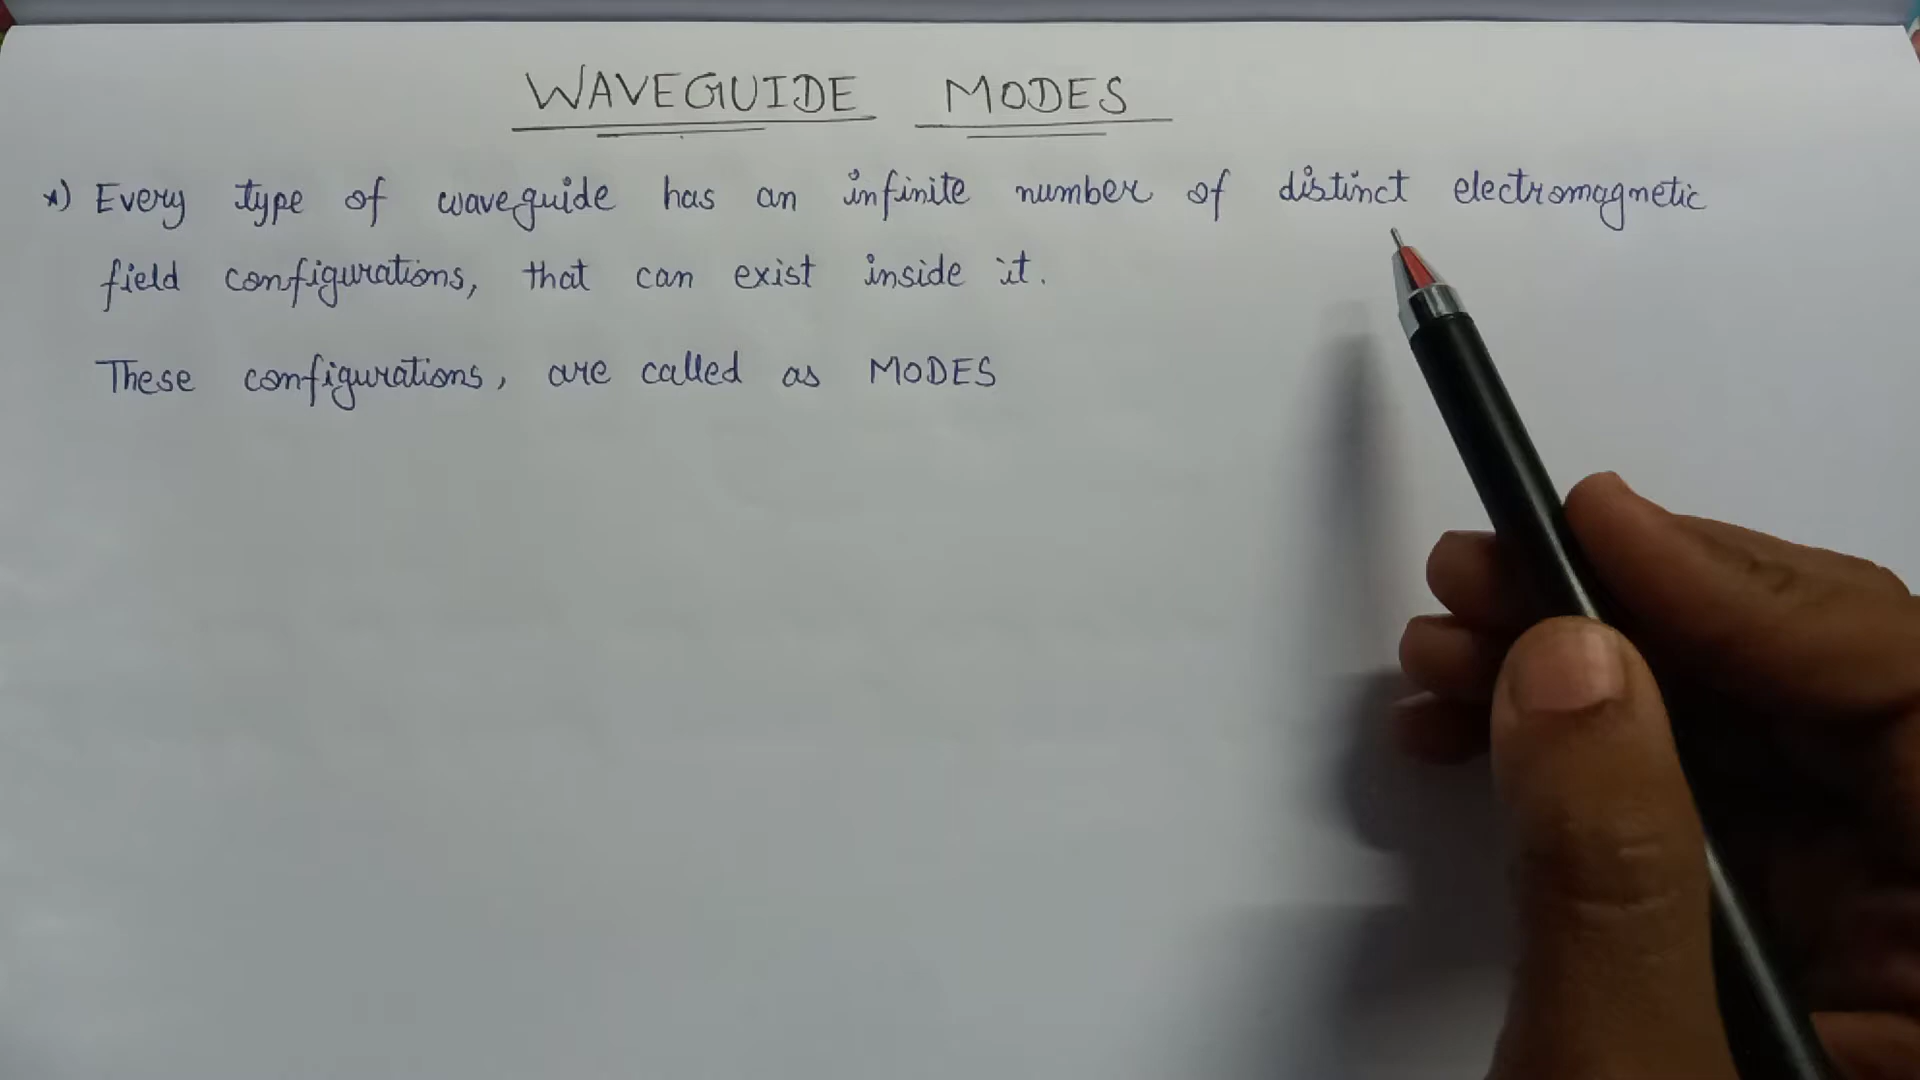 WAVEGUIDE MODES
*) Every type of waveguide has an infinite number of distinct electromagnetic
field configurations, that can exist inside it.
These configurations, are called as MODES